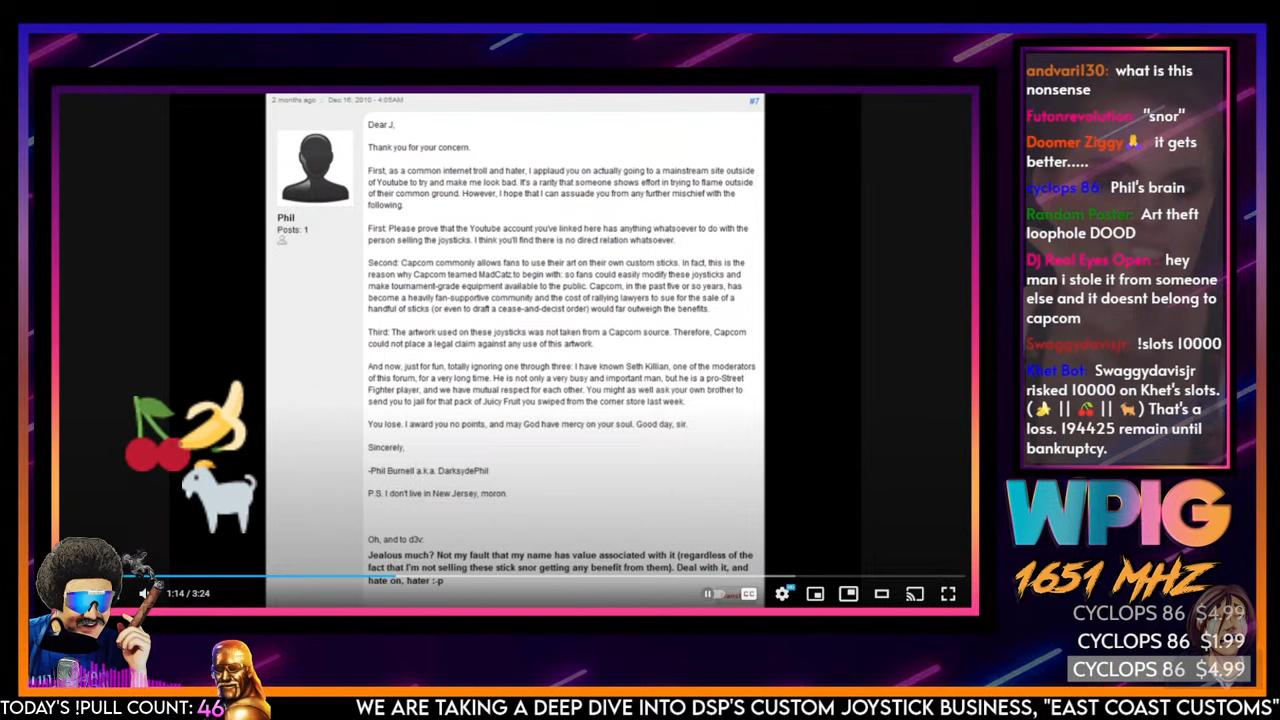 2 months ago :: Dec 16, 2010 - 4:05AM
#7
Phil
Posts: 1
Dear J,
Thank you for your concern.
First, as a common internet troll and hater, I applaud you on actually going to a mainstream site outside
of Youtube to try and make me look bad. It's a rarity that someone shows effort in trying to flame outside
of their common ground. However, I hope that I can assuade you from any further mischief with the
following.
First: Please prove that the Youtube account you've linked here has anything whatsoever to do with the
person selling the joysticks. I think you'll find there is no direct relation whatsoever.
Second: Capcom commonly allows fans to use their art on their own custom sticks. In fact, this is the
reason why Capcom teamed MadCatz to begin with: so fans could easily modify these joysticks and
make tournament-grade equipment available to the public. Capcom, in the past five or so years, has
become a heavily fan-supportive community and the cost of rallying lawyers to sue for the sale of a
handful of sticks (or even to draft a cease-and-decist order) would far outweigh the benefits.
Third: The artwork used on these joysticks was not taken from a Capcom source. Therefore, Capcom
could not place a legal claim against any use of this artwork.
And now, just for fun, totally ignoring one through three: I have known Seth Killian, one of the moderators
of this forum, for a very long time. He is not only a very busy and important man, but he is a pro-Street
Fighter player, and we have mutual respect for each other. You might as well ask your own brother to
send you to jail for that pack of Juicy Fruit you swiped from the corner store last week.
You lose. I award you no points, and may God have mercy on your soul. Good day, sir.
Sincerely,
-Phil Burnell a.k.a. DarksydePhil
P.S. I don't live in New Jersey, moron.
Oh, and to d3v:
Jealous much? Not my fault that my name has value associated with it (regardless of the
fact that I'm not selling these stick snor getting any benefit from them). Deal with it, and
hate on, hater :-p
1:14 / 3:24
CC
andvari130: what is this
nonsense
Futonrevolution: "snor"
Doomer Ziggy: it gets
better.....
cyclops 86: Phil's brain
Random Poster: Art theft
loophole DOOD
DJ Real Eyes Open: hey
man i stole it from someone
else and it doesnt belong to
capcom
Swaggydavisjr: !slots 10000
Khet Bot: Swaggydavisjr
risked 10000 on Khet's slots.
( 🍌 || 🍒 || 🐐 ) That's a
loss. 194425 remain until
bankruptcy.
WPIG
1651 MHZ
CYCLOPS 86 $4.99
CYCLOPS 86 $1.99
CYCLOPS 86 $4.99
TODAY'S !PULL COUNT: 46
WE ARE TAKING A DEEP DIVE INTO DSP'S CUSTOM JOYSTICK BUSINESS, "EAST COAST CUSTOMS"